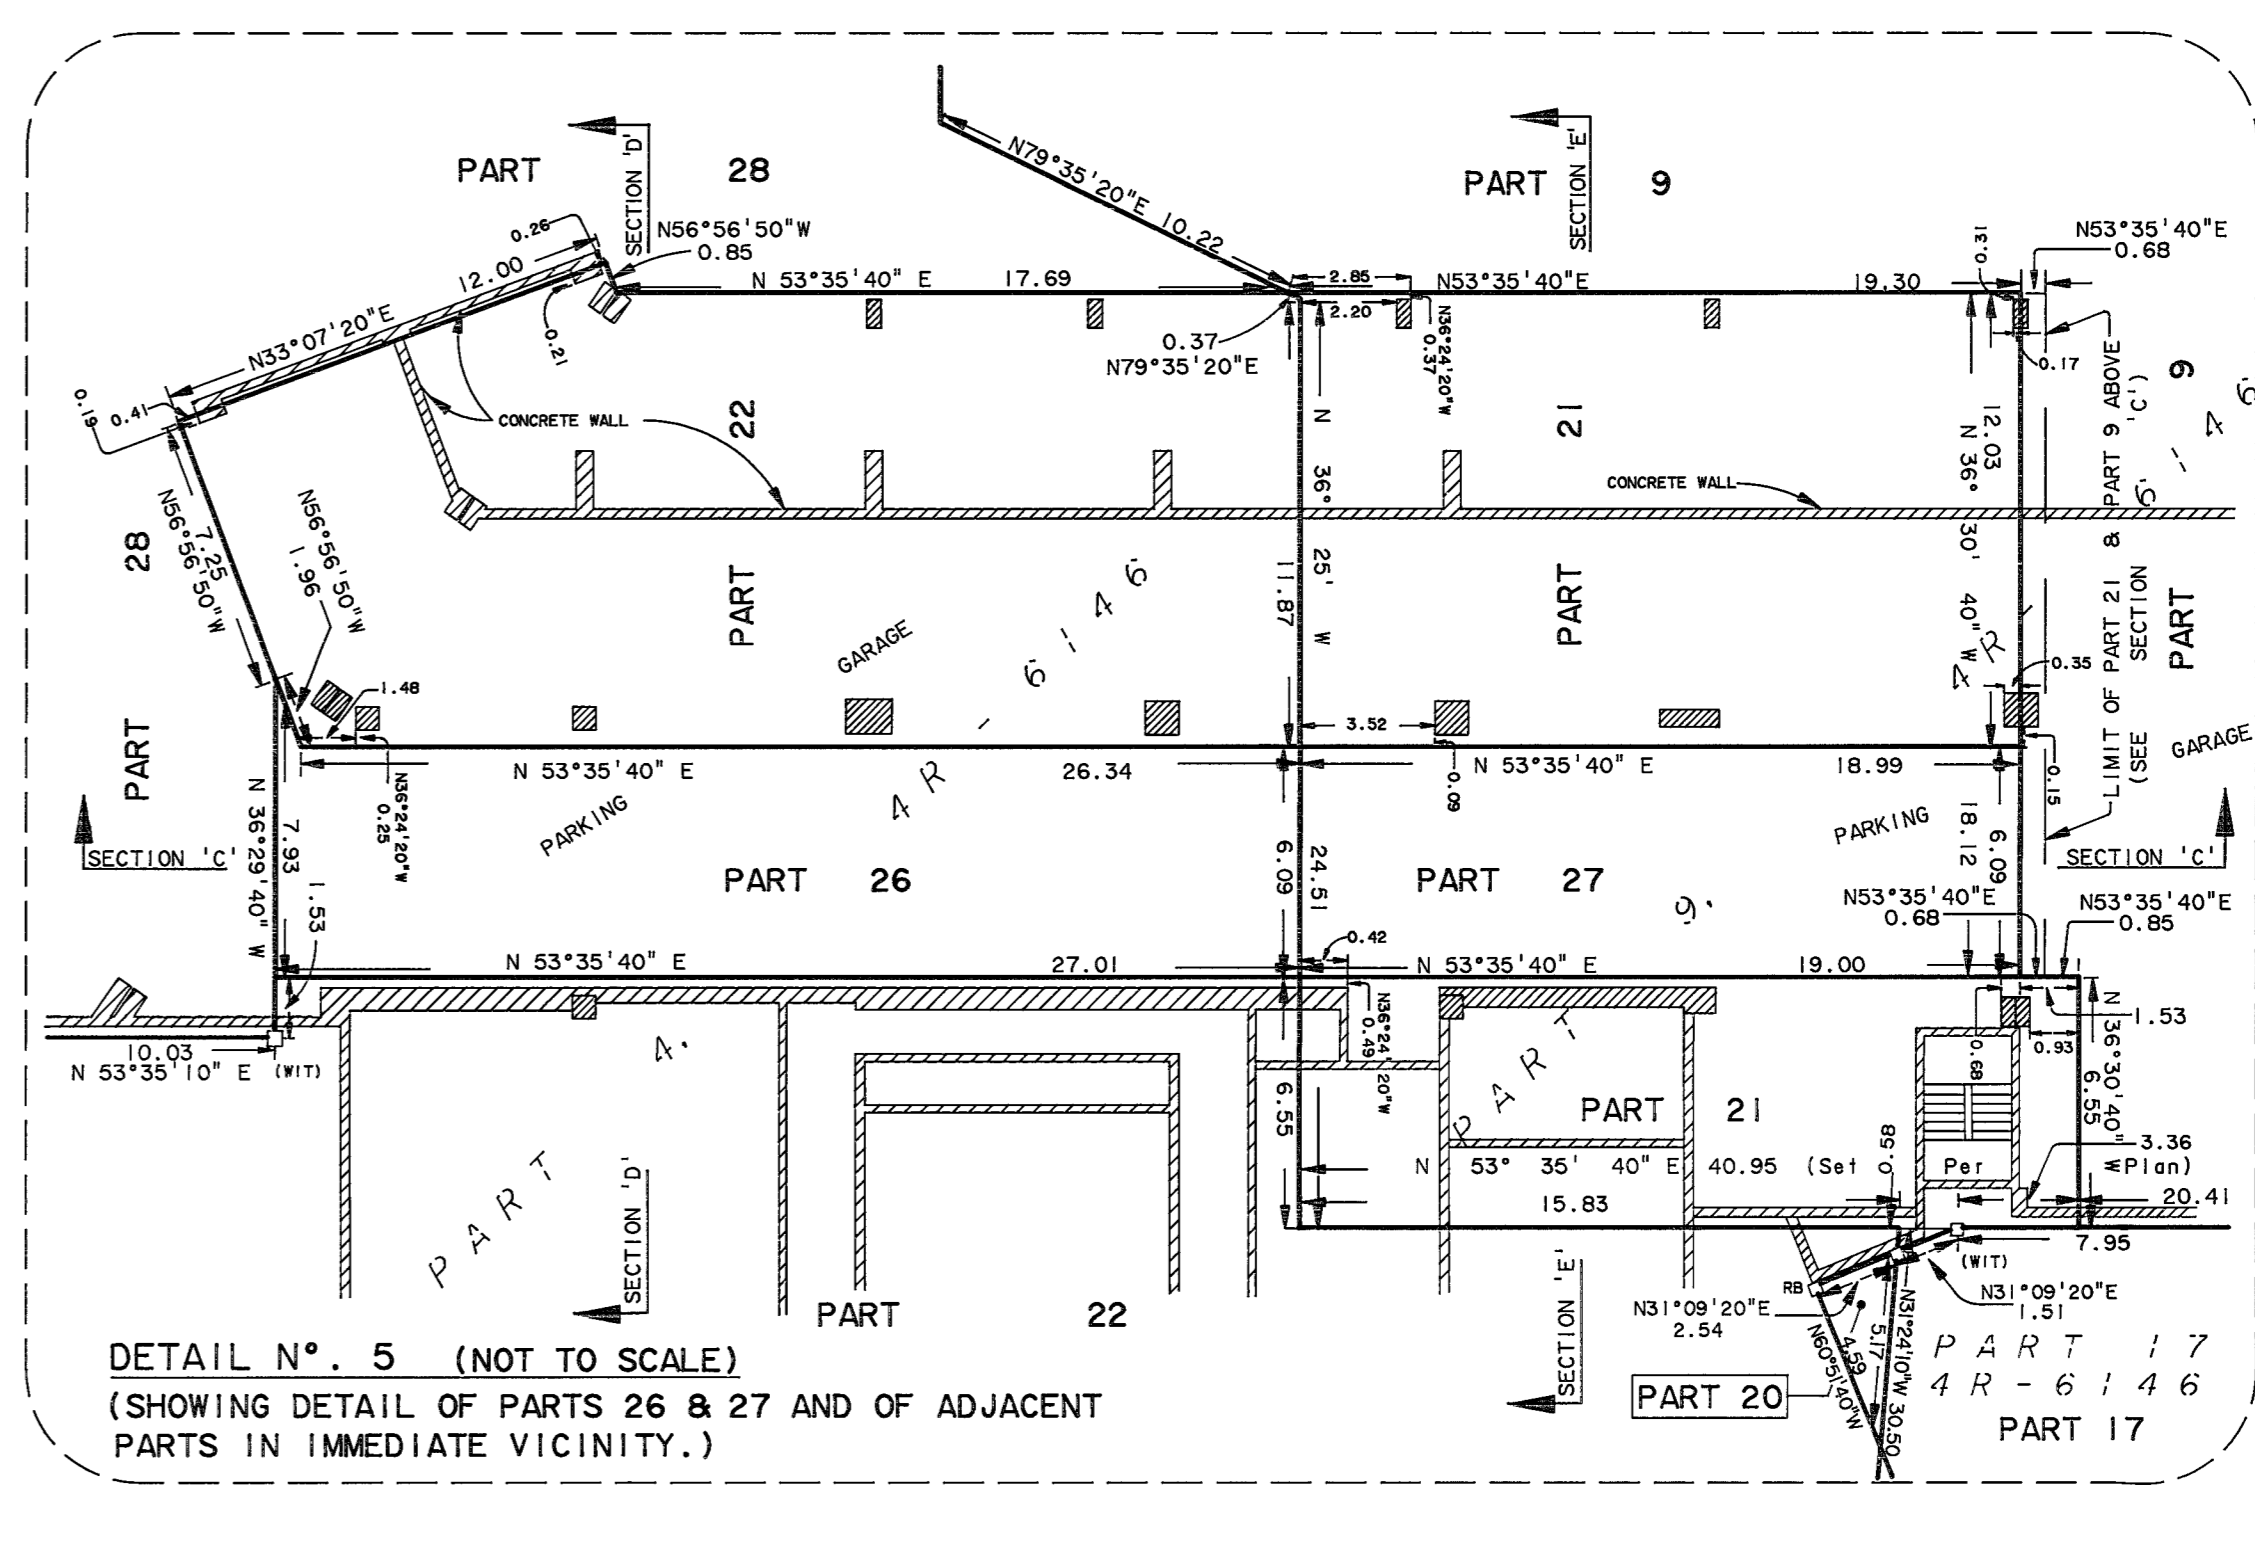 PART 28
SECTION 'D'
N56°56'50"W
0.85
0.26
12.00
N33°07'20"E
0.21
0.19
0.41
N 53°35'40" E 17.69
N79°35'20"E 10.22
PART 9
SECTION 'E'
N53°35'40"E
0.68
2.85
N53°35'40"E 19.30
2.20
0.37
N79°35'20"E
N36°24'20"W
0.37
0.17
CONCRETE WALL
PART 22
PART 21
CONCRETE WALL
N 36° 25' W
11.87
12.03
N 36° 30' 40" W
LIMIT OF PART 21 & PART 9 ABOVE
(SEE SECTION 'C')
PART 9
PART 28
7.25
N56°56'50"W
N56°56'50"W
1.96
GARAGE
4 R - 6146
4 R
0.35
1.48
3.52
0.09
0.15
GARAGE
N 53°35'40" E 26.34
N 53°35'40" E 18.99
N36°24'20"W
0.25
PARKING
PARKING
SECTION 'C'
SECTION 'C'
N 36°29'40" W
7.93
1.53
PART 26
6.09
24.51
PART 27
18.12
6.09
N53°35'40"E
0.68
N53°35'40"E
0.85
0.42
N 53°35'40" E 27.01
N 53°35'40" E 19.00
N36°24'20"W
0.49
1.53
0.93
0.68
N 36°30'40" W
6.55
10.03
N 53°35'10" E (WIT)
PART 4.
PART 9.
6.55
PART 21
0.58
3.36
N 53° 35' 40" E 40.95 (Set Per Plan)
15.83
20.41
7.95
(WIT)
RB
N31°09'20"E
2.54
N31°09'20"E
1.51
N60°51'40"W
4.59
5.17
N31°24'10"W 30.50
SECTION 'D'
SECTION 'E'
PART 22
PART 20
PART 17
4R-6146
PART 17
DETAIL Nº. 5 (NOT TO SCALE)
(SHOWING DETAIL OF PARTS 26 & 27 AND OF ADJACENT
PARTS IN IMMEDIATE VICINITY.)